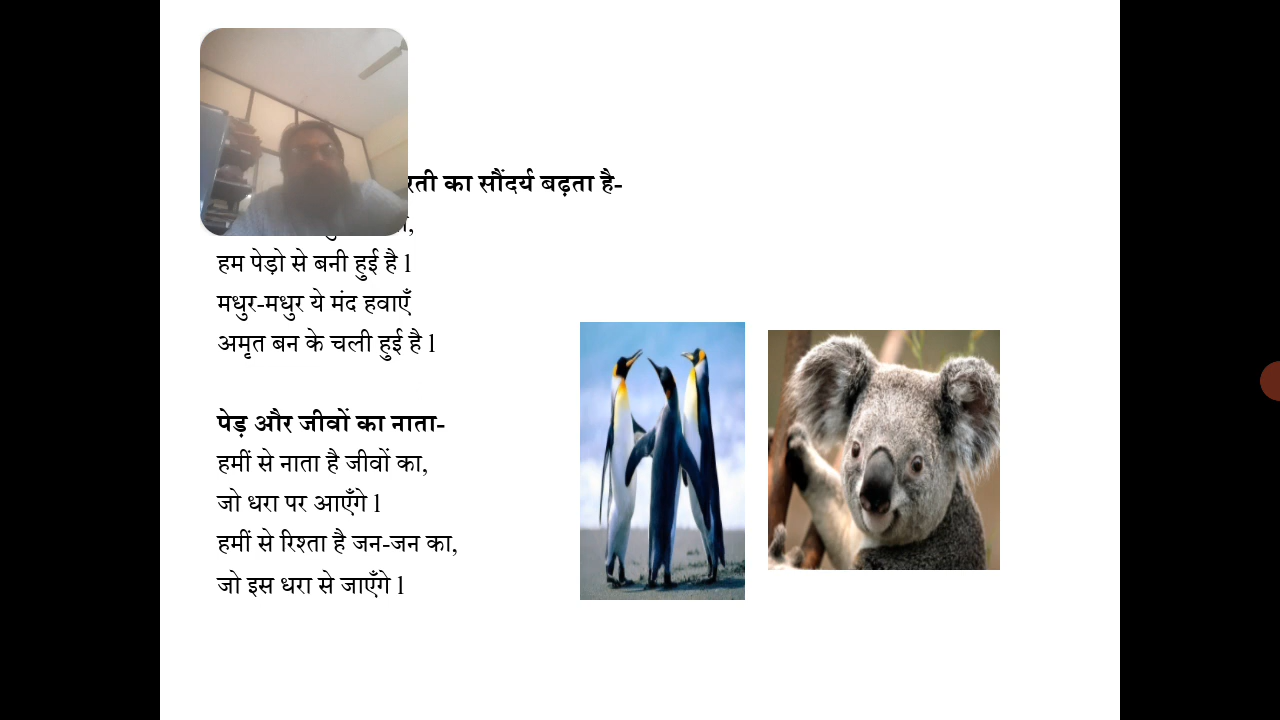 का सौंदर्य बढ़ता है-
हम पेड़ो से बनी हुई है l
मधुर-मधुर ये मंद हवाएँ
अमृत बन के चली हुई है l
पेड़ और जीवों का नाता-
हमीं से नाता है जीवों का,
जो धरा पर आएँगे l
हमीं से रिश्ता है जन-जन का,
जो इस धरा से जाएँगे l